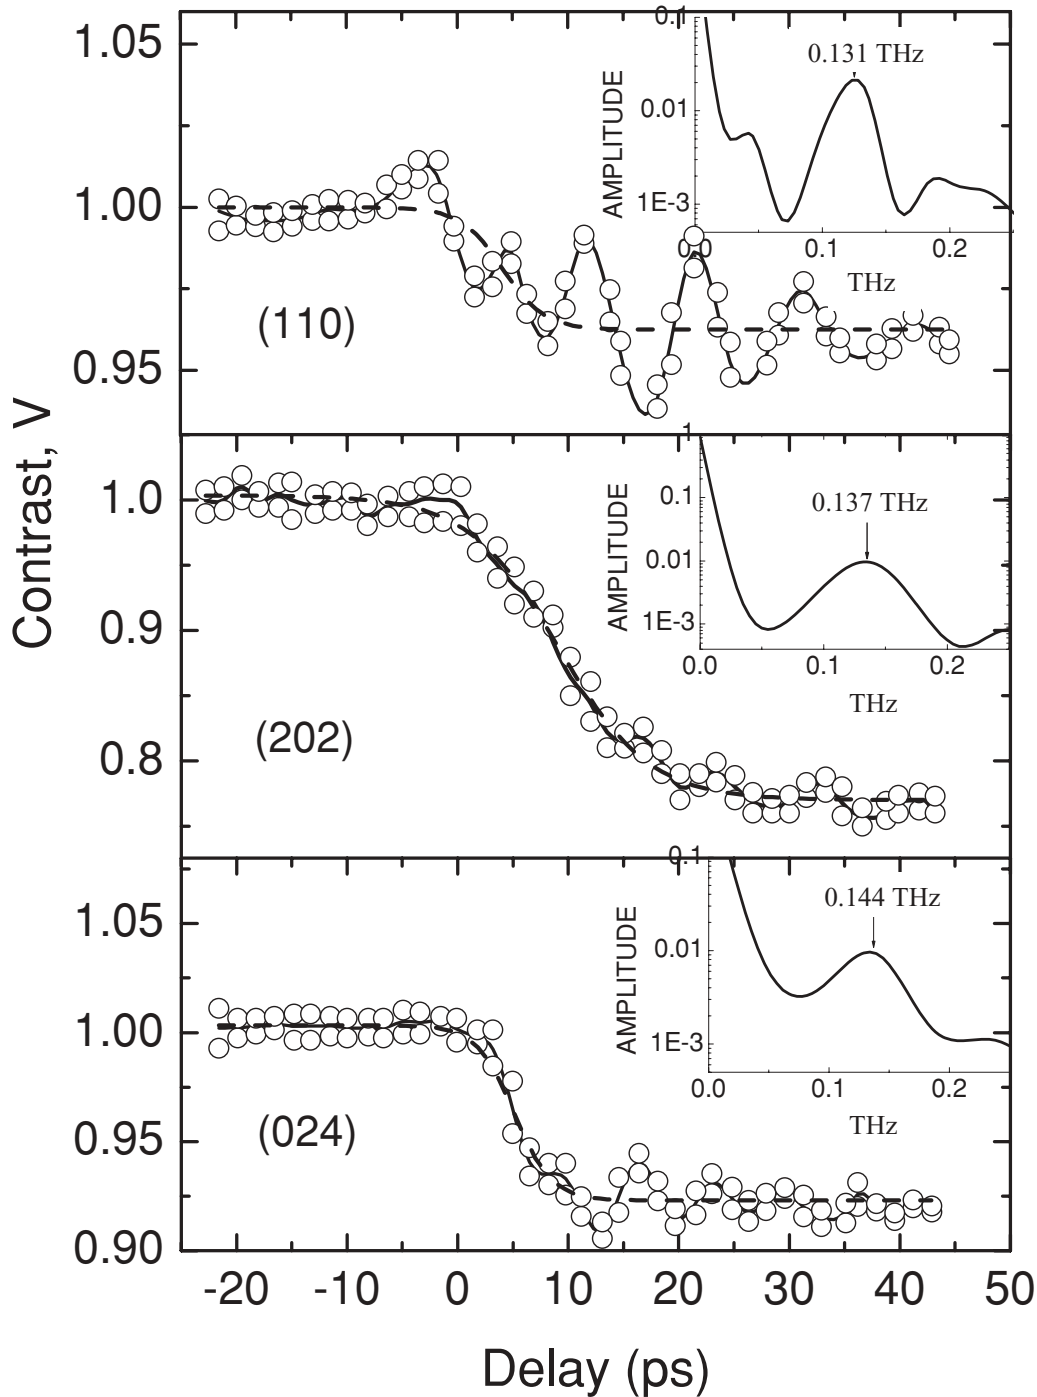 Contrast, V
1.05
1.00
0.95
(110)
0.1
0.01
1E-3
AMPLITUDE
0.131 THz
0.0 0.1 0.2
THz
1.0
0.9
0.8
(202)
1
0.1
0.01
1E-3
AMPLITUDE
0.137 THz
0.0 0.1 0.2
THz
1.05
1.00
0.95
0.90
(024)
0.1
0.01
1E-3
AMPLITUDE
0.144 THz
0.0 0.1 0.2
THz
-20 -10 0 10 20 30 40 50
Delay (ps)